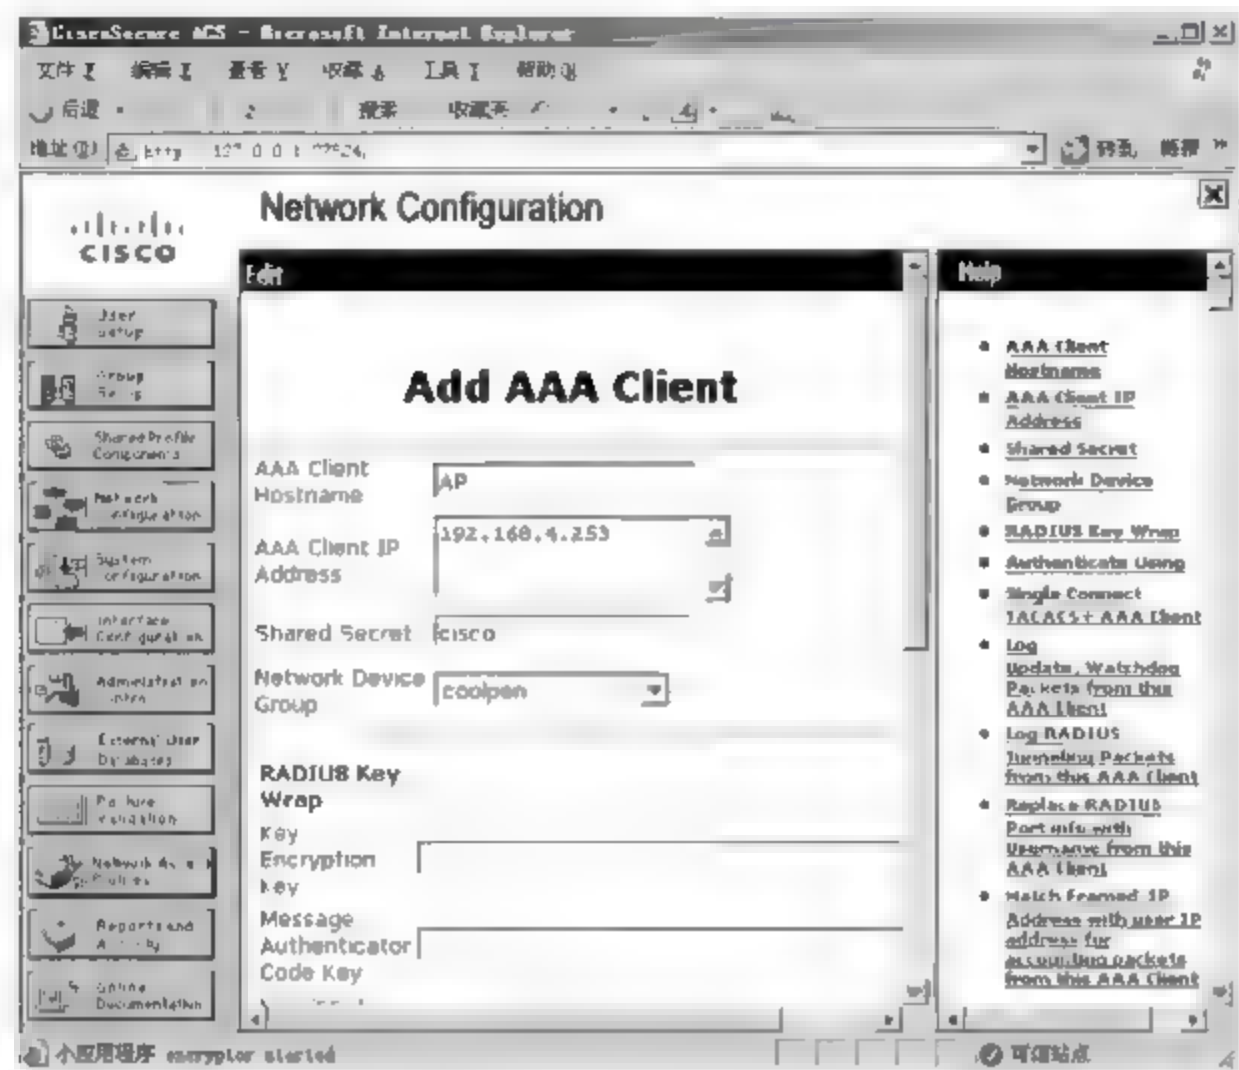 CiscoSecure ACS - Microsoft Internet Explorer
文件 编辑 查看 V 收藏 A 工具 T 帮助 H
后退 搜索 收藏夹
地址(D) http 127 0 0 1 转到 链接 »
CISCO
Network Configuration
Edit
Help
User Setup
Group Setup
Shared Profile Components
Network Configuration
System Configuration
Interface Configuration
Administration Control
External User Databases
Posture Validation
Network Access Profiles
Reports and Activity
Online Documentation
Add AAA Client
AAA Client
Hostname
AP
AAA Client IP
Address
192.168.4.253
Shared Secret
cisco
Network Device
Group
coolpen
RADIUS Key
Wrap
Key
Encryption
Key
Message
Authenticator
Code Key
AAA Client
Hostname
AAA Client IP
Address
Shared Secret
Network Device
Group
RADIUS Key Wrap
Authenticate Using
Single Connect
TACACS+ AAA Client
Log
Update, Watchdog
Packets from this
AAA Client
Log RADIUS
Tunneling Packets
from this AAA Client
Replace RADIUS
Port info with
Username from this
AAA Client
Match Framed IP
Address with user IP
address for
accounting packets
from this AAA Client
小应用程序 encryptor started
可信站点